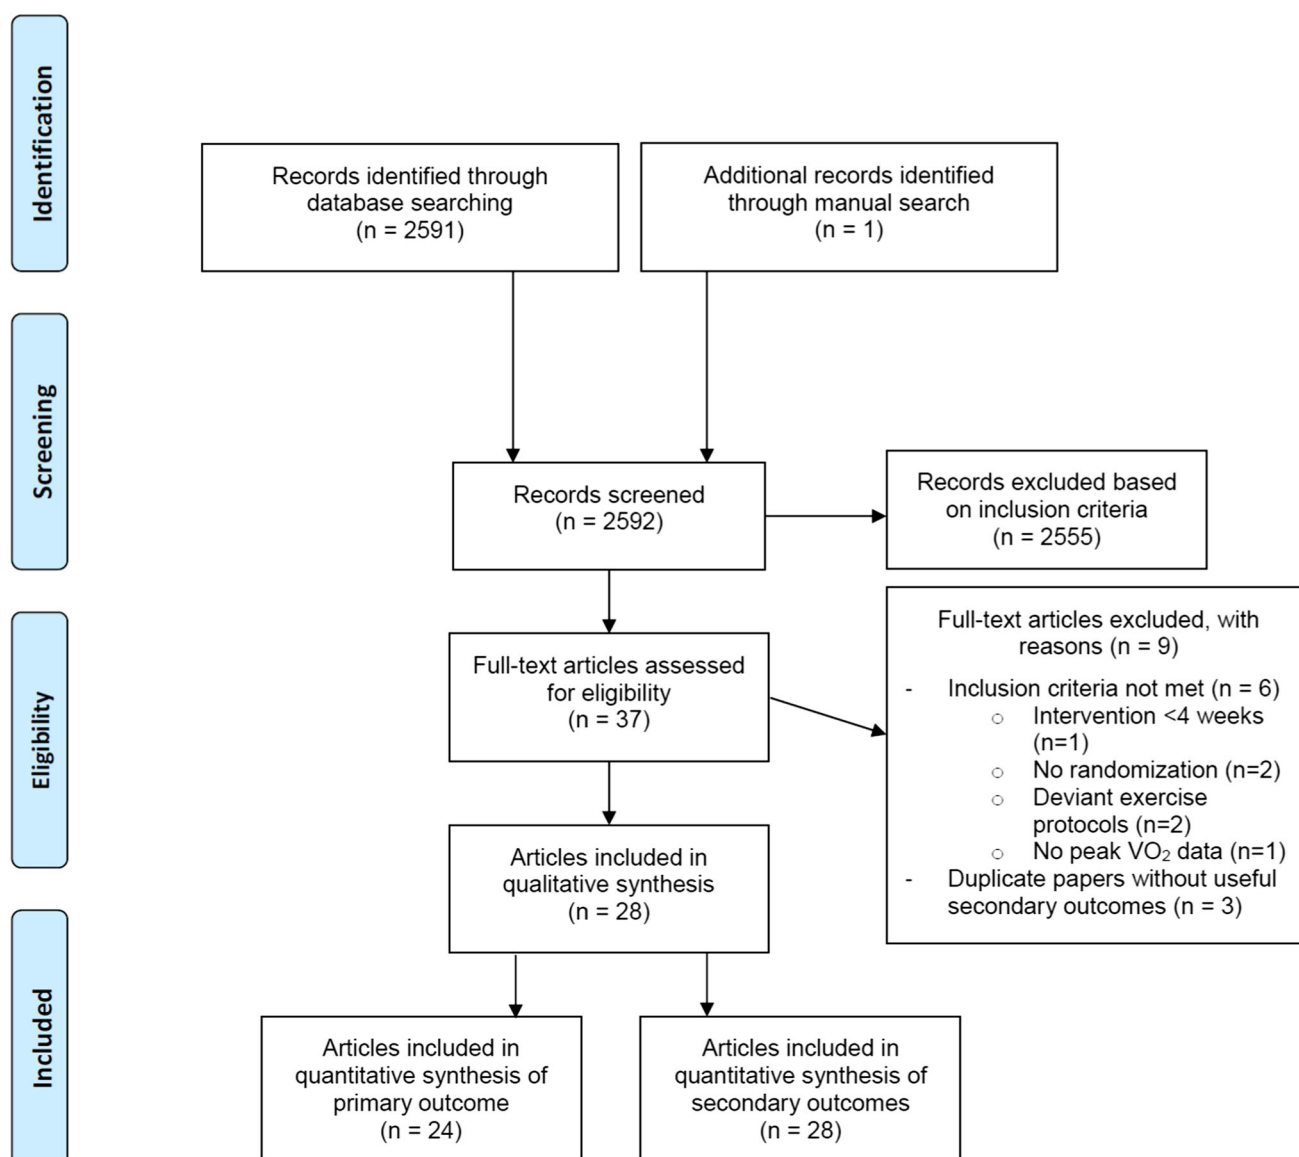 Identification
Records identified through
database searching
(n = 2591)
Additional records identified
through manual search
(n = 1)
Screening
Records screened
(n = 2592)
Records excluded based
on inclusion criteria
(n = 2555)
Eligibility
Full-text articles assessed
for eligibility
(n = 37)
Full-text articles excluded, with
reasons (n = 9)
- Inclusion criteria not met (n = 6)
○ Intervention <4 weeks
(n=1)
○ No randomization (n=2)
○ Deviant exercise
protocols (n=2)
○ No peak VO₂ data (n=1)
- Duplicate papers without useful
secondary outcomes (n = 3)
Articles included in
qualitative synthesis
(n = 28)
Included
Articles included in
quantitative synthesis of
primary outcome
(n = 24)
Articles included in
quantitative synthesis of
secondary outcomes
(n = 28)